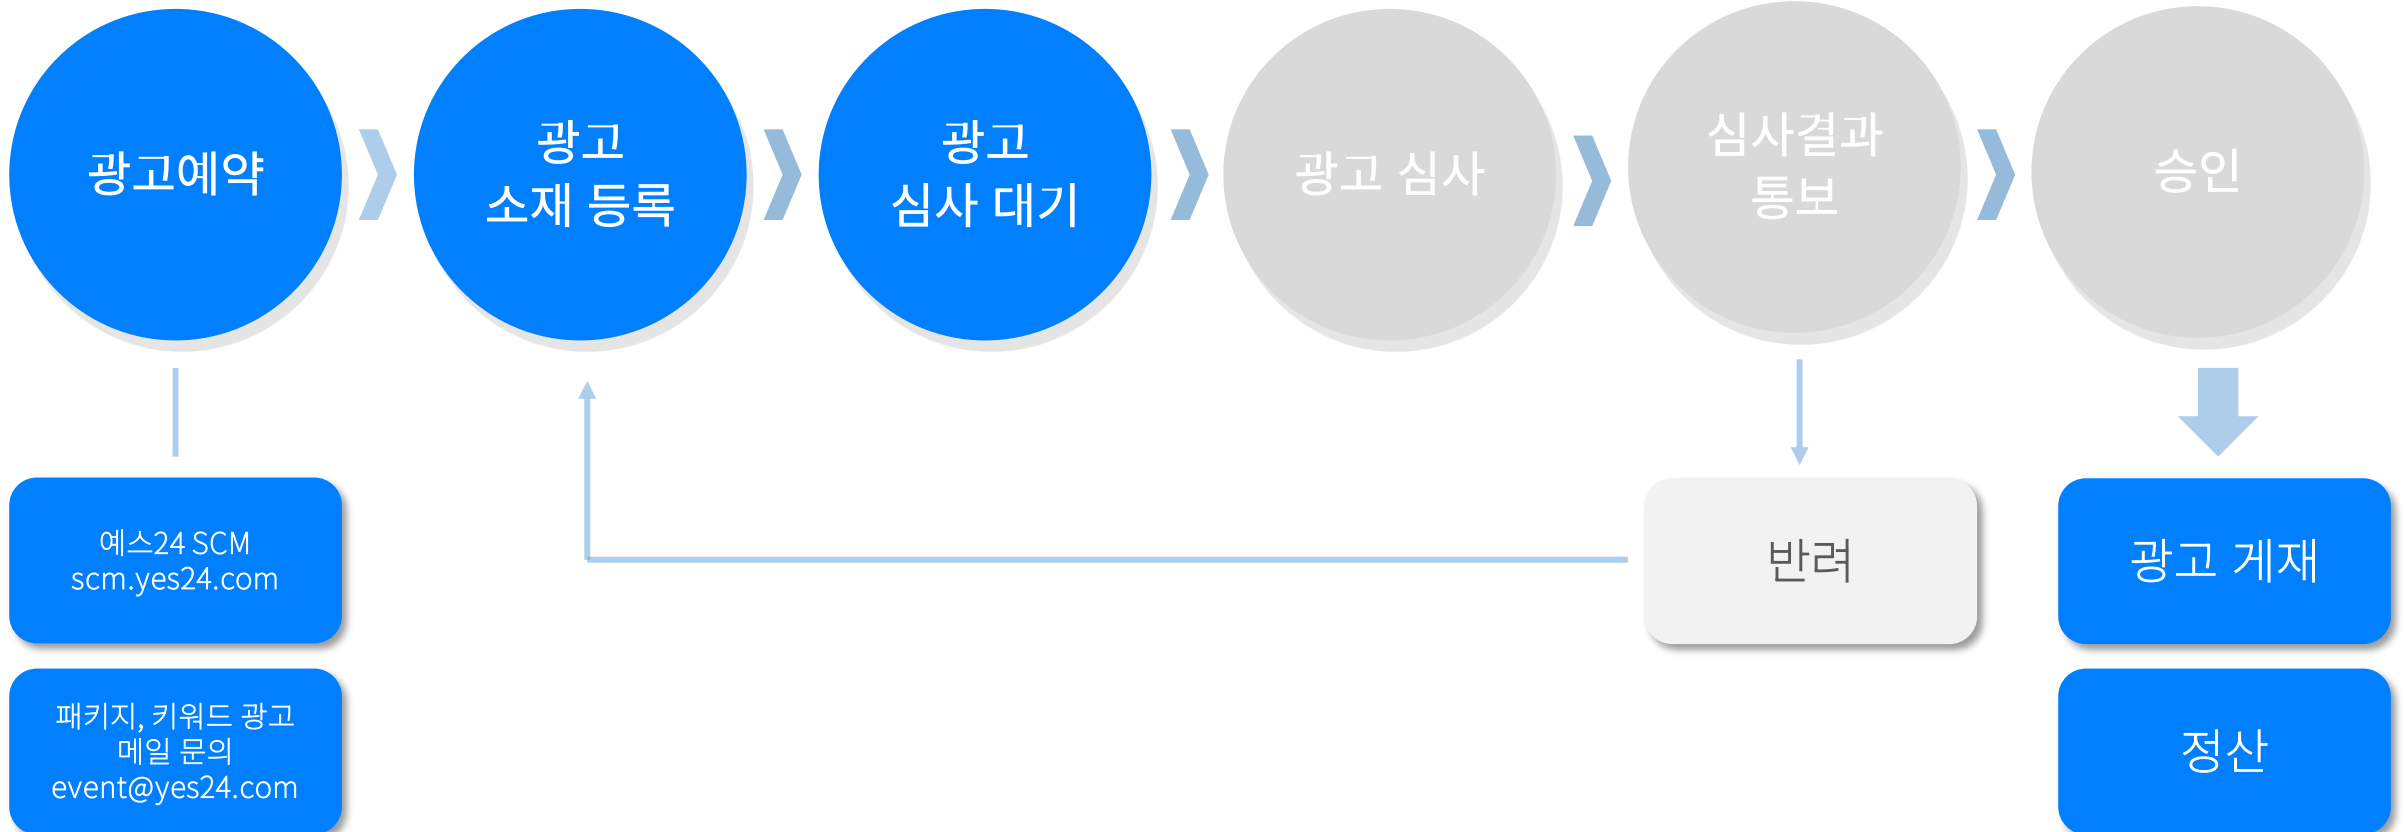 광고예약
광고
소재 등록
광고
심사 대기
광고 심사
심사결과
통보
승인
예스24 SCM
scm.yes24.com
반려
광고 게재
패키지, 키워드 광고
메일 문의
event@yes24.com
정산